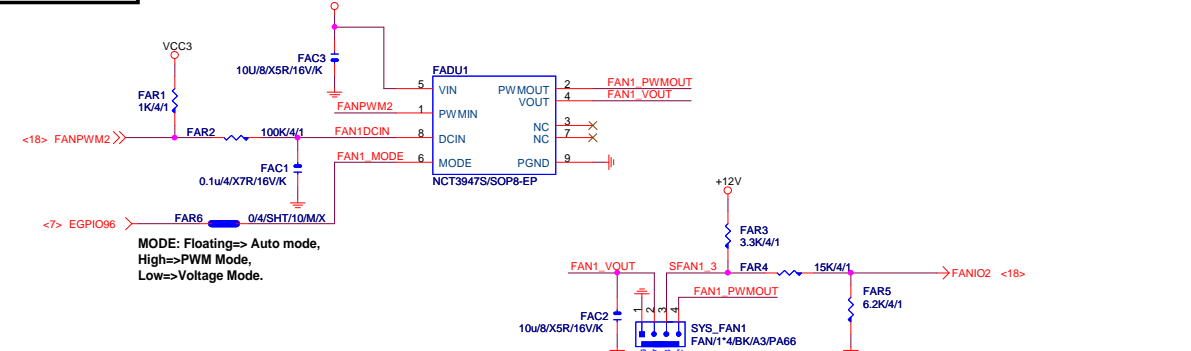 VCC3
FAC3
10U/8/X5R/16V/K
FADU1
FAR1
1K/4/1
5
VIN
PWMOUT
2
FAN1_PWMOUT
VOUT
4
FAN1_VOUT
FANPWM2
1
PWMIN
3
NC
<18> FANPWM2
FAR2
100K/4/1
FAN1DCIN
8
DCIN
NC
7
FAC1
0.1u/4/X7R/16V/K
FAN1_MODE
6
MODE
PGND
9
NCT3947S/SOP8-EP
+12V
<7> EGPIO96
FAR6
0/4/SHT/10/M/X
FAR3
3.3K/4/1
MODE: Floating=> Auto mode,
High=>PWM Mode,
Low=>Voltage Mode.
FAN1_VOUT
SFAN1_3
FAR4
15K/4/1
FANIO2 <18>
FAN1_PWMOUT
FAR5
6.2K/4/1
FAC2
10u/8/X5R/16V/K
1
2
3
4
SYS_FAN1
FAN/1*4/BK/A3/PA66